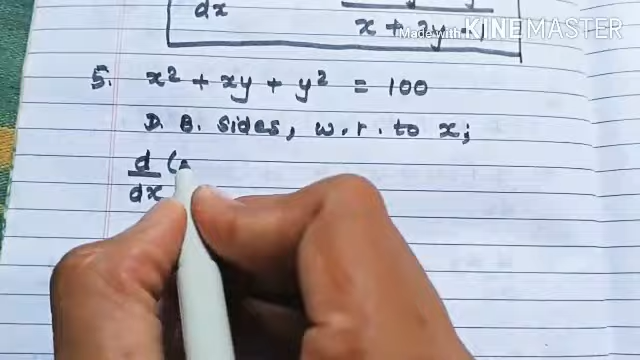 dx
x + 2y
Made with KINEMASTER
5. x² + xy + y² = 100
D. B. sides, w.r. to x;
d (
dx